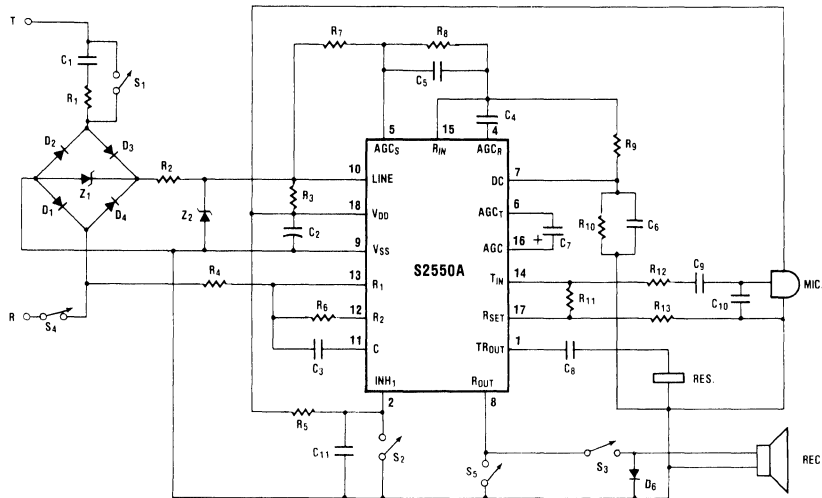 T
C1
R1
S1
D2
D3
Z1
D1
D4
R2
R7
R8
C5
C4
R9
5
15
4
AGCS
RIN
AGCR
10
LINE
R3
18
VDD
Z2
C2
9
VSS
R4
13
R1
R6
12
R2
C3
11
C
INH1
2
S2550A
ROUT
8
DC
7
AGCT
6
AGC
16
+
C7
TIN
14
RSET
17
TROUT
1
R10
C6
R12
C9
R11
R13
C10
MIC.
C8
RES.
R
S4
R5
C11
S2
S5
S3
D6
REC